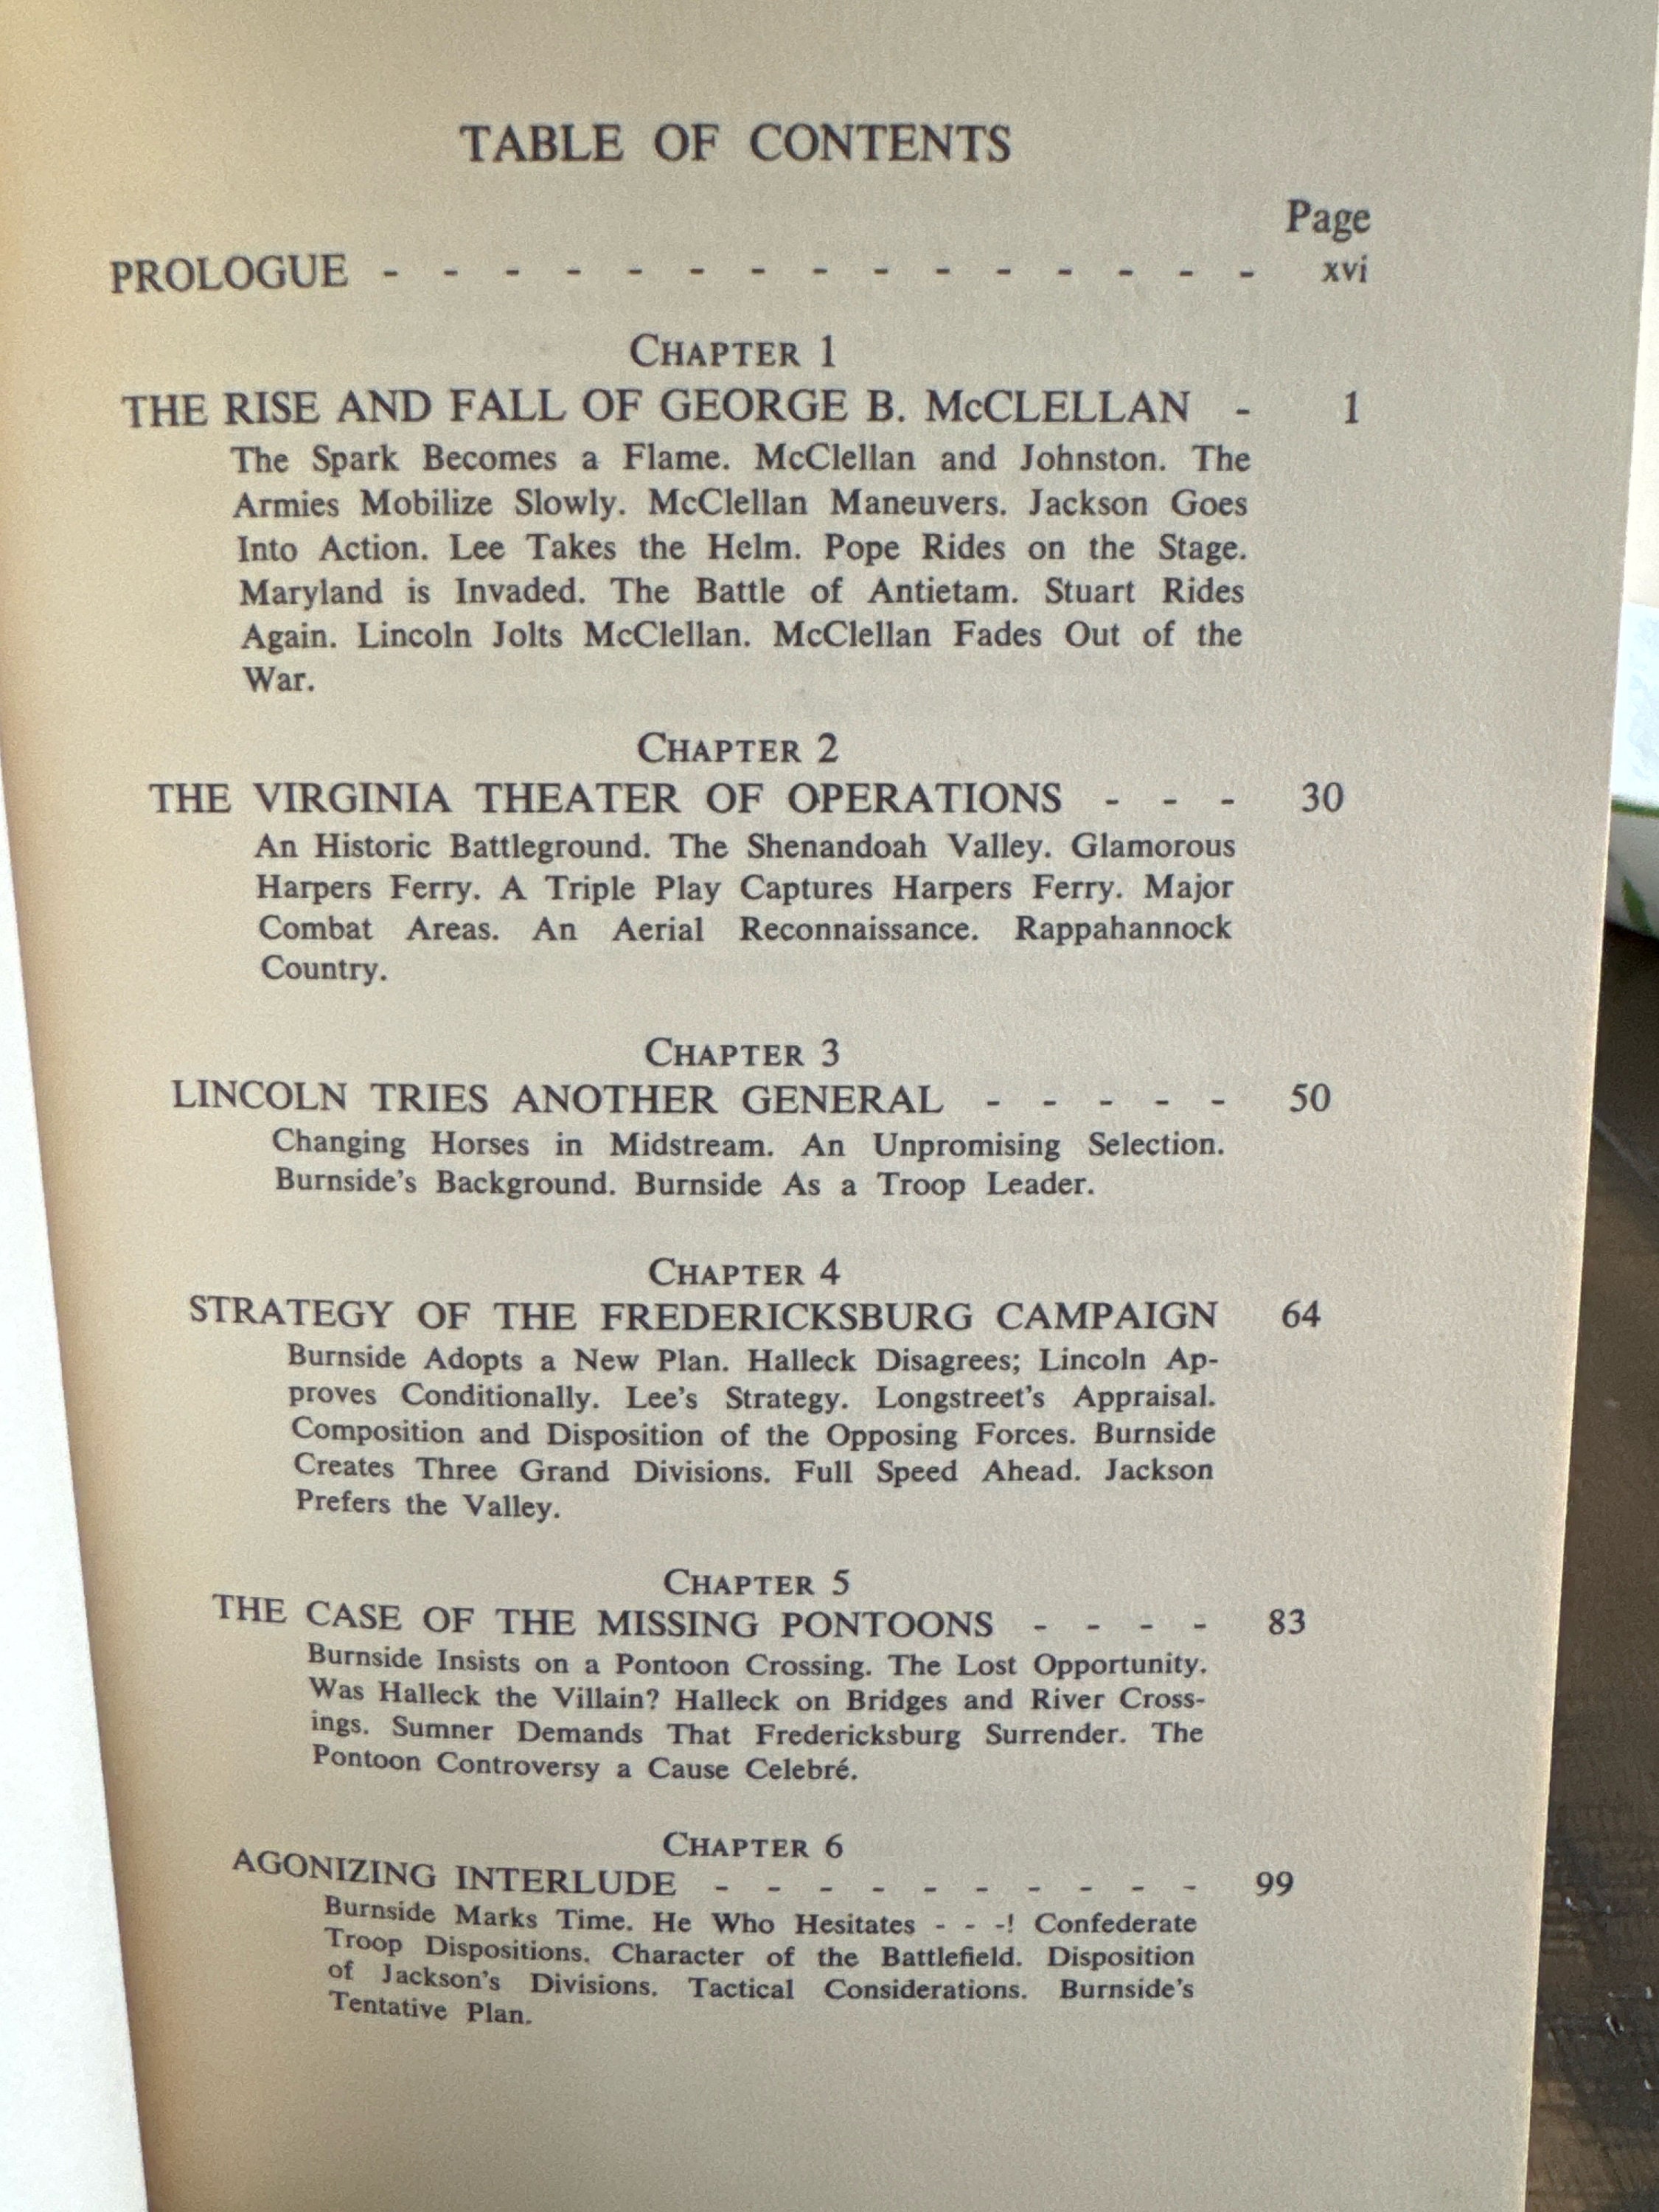 TABLE OF CONTENTS
Page
PROLOGUE - - - - - - - - - - - - - - - xvi
CHAPTER 1
THE RISE AND FALL OF GEORGE B. McCLELLAN - 1
The Spark Becomes a Flame. McClellan and Johnston. The
Armies Mobilize Slowly. McClellan Maneuvers. Jackson Goes
Into Action. Lee Takes the Helm. Pope Rides on the Stage.
Maryland is Invaded. The Battle of Antietam. Stuart Rides
Again. Lincoln Jolts McClellan. McClellan Fades Out of the
War.
CHAPTER 2
THE VIRGINIA THEATER OF OPERATIONS - - - 30
An Historic Battleground. The Shenandoah Valley. Glamorous
Harpers Ferry. A Triple Play Captures Harpers Ferry. Major
Combat Areas. An Aerial Reconnaissance. Rappahannock
Country.
CHAPTER 3
LINCOLN TRIES ANOTHER GENERAL - - - - - 50
Changing Horses in Midstream. An Unpromising Selection.
Burnside's Background. Burnside As a Troop Leader.
CHAPTER 4
STRATEGY OF THE FREDERICKSBURG CAMPAIGN 64
Burnside Adopts a New Plan. Halleck Disagrees; Lincoln Ap-
proves Conditionally. Lee's Strategy. Longstreet's Appraisal.
Composition and Disposition of the Opposing Forces. Burnside
Creates Three Grand Divisions. Full Speed Ahead. Jackson
Prefers the Valley.
CHAPTER 5
THE CASE OF THE MISSING PONTOONS - - - - 83
Burnside Insists on a Pontoon Crossing. The Lost Opportunity.
Was Halleck the Villain? Halleck on Bridges and River Cross-
ings. Sumner Demands That Fredericksburg Surrender. The
Pontoon Controversy a Cause Celebré.
CHAPTER 6
AGONIZING INTERLUDE - - - - - - - - - - 99
Burnside Marks Time. He Who Hesitates - - -! Confederate
Troop Dispositions. Character of the Battlefield. Disposition
of Jackson's Divisions. Tactical Considerations. Burnside's
Tentative Plan.